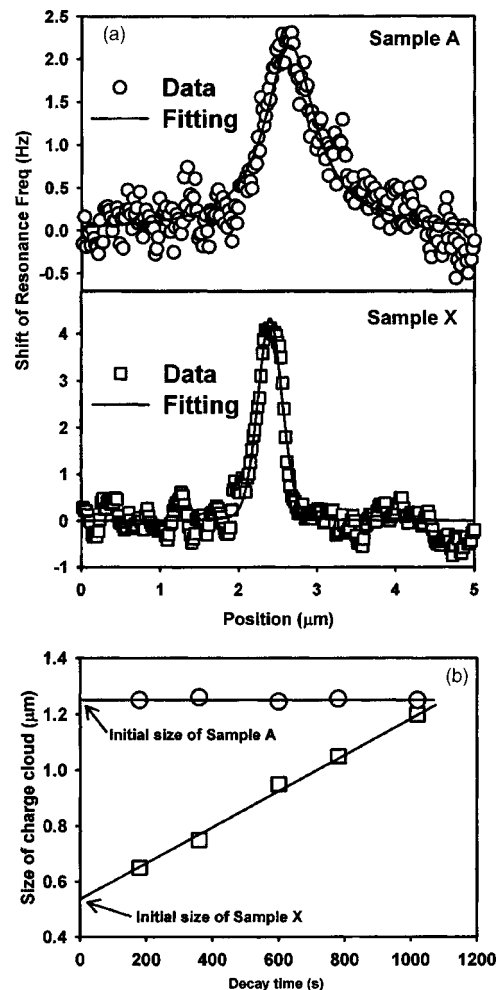 (a)
Sample A
Data
Fitting
2.5
2.0
1.5
1.0
0.5
0.0
-0.5
Shift of Resonance Freq (Hz)
Sample X
Data
Fitting
4
3
2
1
0
-1
0 1 2 3 4 5
Position (μm)
(b)
1.4
1.2
1.0
0.8
0.6
0.4
Size of charge cloud (μm)
Initial size of Sample A
Initial size of Sample X
0 200 400 600 800 1000 1200
Decay time (s)